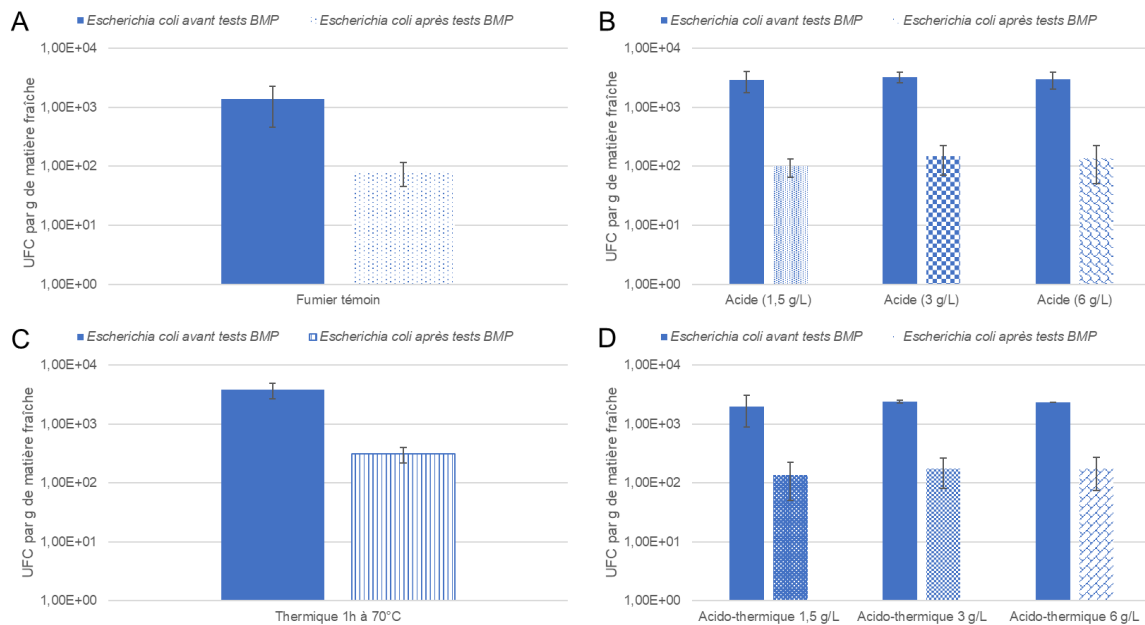 A
Escherichia coli avant tests BMP
Escherichia coli après tests BMP
1,00E+04
1,00E+03
1,00E+02
1,00E+01
1,00E+00
UFC par g de matière fraîche
Fumier témoin
B
Escherichia coli avant tests BMP
Escherichia coli après tests BMP
1,00E+04
1,00E+03
1,00E+02
1,00E+01
1,00E+00
UFC par g de matière fraîche
Acide (1,5 g/L)
Acide (3 g/L)
Acide (6 g/L)
C
Escherichia coli avant tests BMP
Escherichia coli après tests BMP
1,00E+04
1,00E+03
1,00E+02
1,00E+01
1,00E+00
UFC par g de matière fraîche
Thermique 1h à 70°C
D
Escherichia coli avant tests BMP
Escherichia coli après tests BMP
1,00E+04
1,00E+03
1,00E+02
1,00E+01
1,00E+00
UFC par g de matière fraîche
Acido-thermique 1,5 g/L
Acido-thermique 3 g/L
Acido-thermique 6 g/L